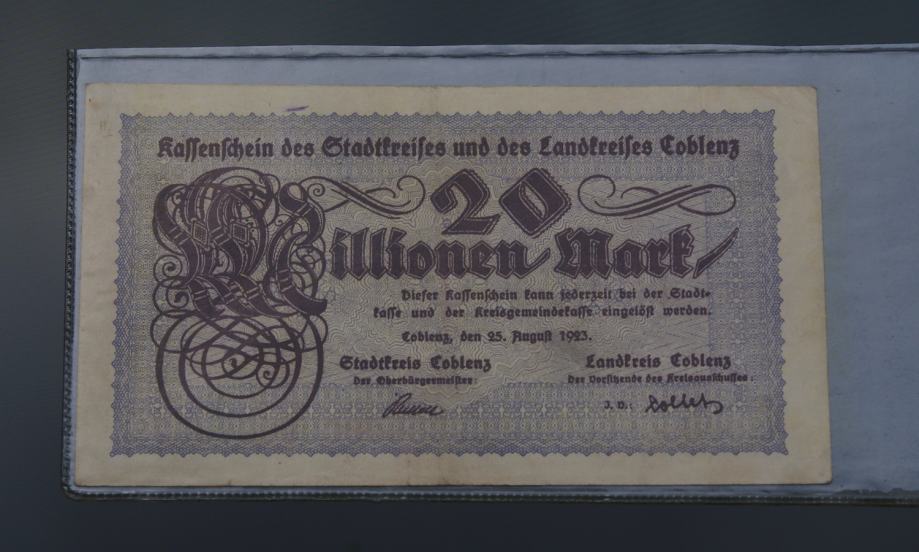 Kassenschein des Stadtkreises und des Landkreises Coblenz
20
Millionen Mark
Dieser Kassenschein kann jederzeit bei der Stadt-
kasse und der Kreisgemeindekasse eingelöst werden.
Coblenz, den 25. August 1923.
Stadtkreis Coblenz Landkreis Coblenz
Der Oberbürgermeister: Der Vorsitzende des Kreisausschusses:
J. V.: